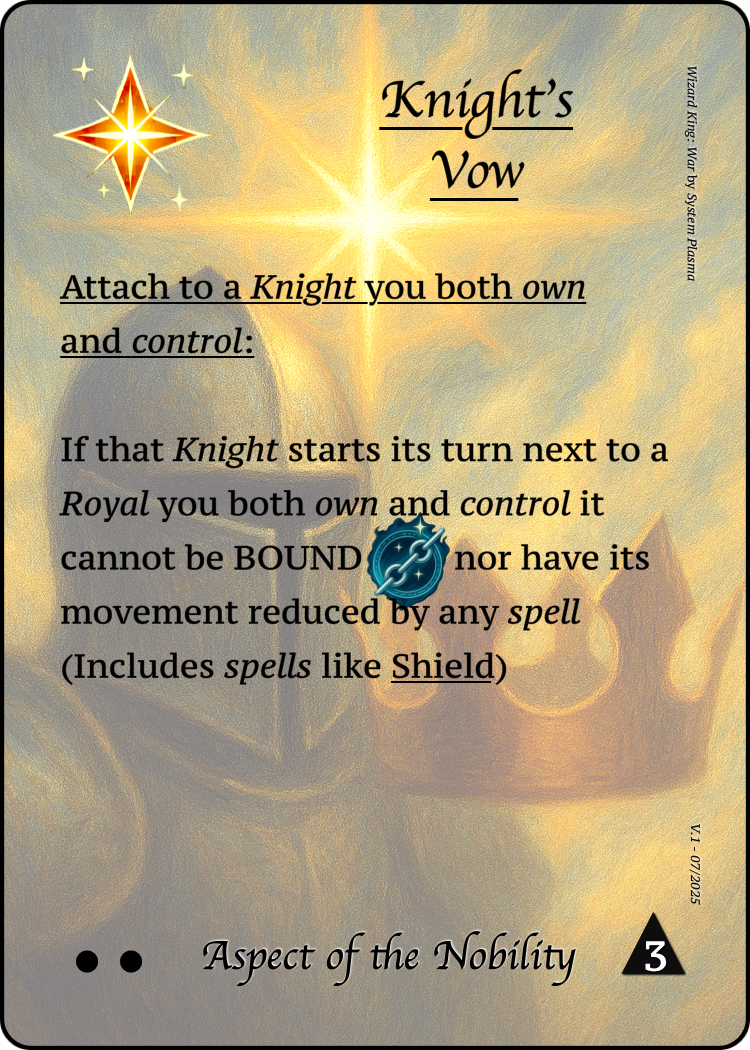 Knight's
Vow
Wizard King: War by System Plasma
Attach to a Knight you both own
and control:
If that Knight starts its turn next to a
Royal you both own and control it
cannot be BOUND nor have its
movement reduced by any spell
(Includes spells like Shield)
V.1 - 07/2025
Aspect of the Nobility
3